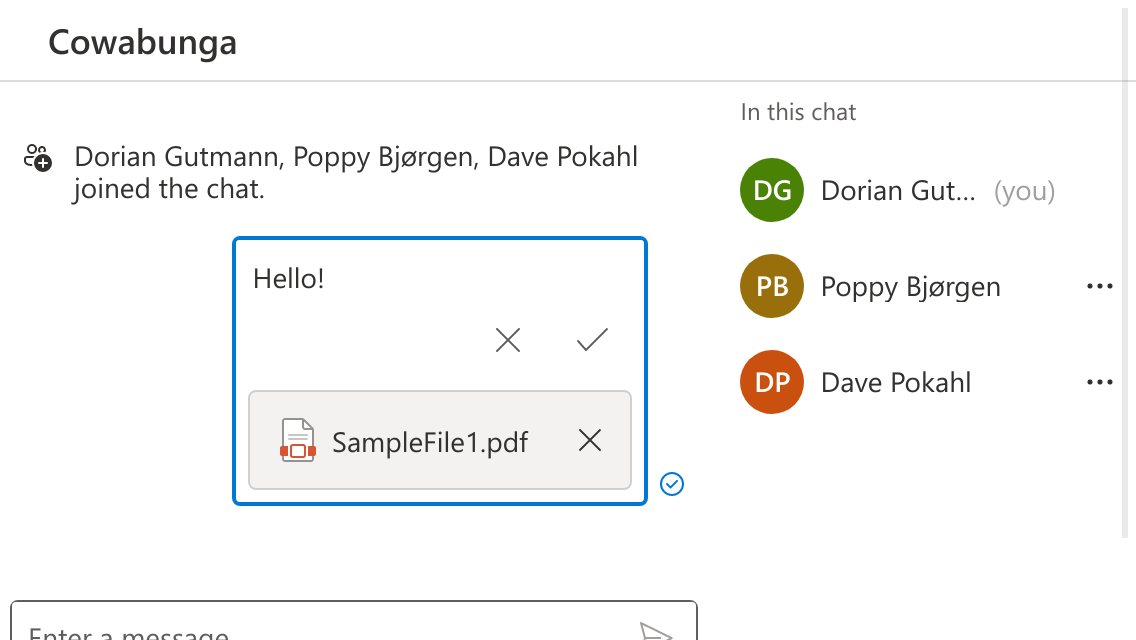 Cowabunga
Dorian Gutmann, Poppy Bjørgen, Dave Pokahl
joined the chat.
Hello!
SampleFile1.pdf
Enter a message
In this chat
DG Dorian Gut... (you)
PB Poppy Bjørgen
DP Dave Pokahl